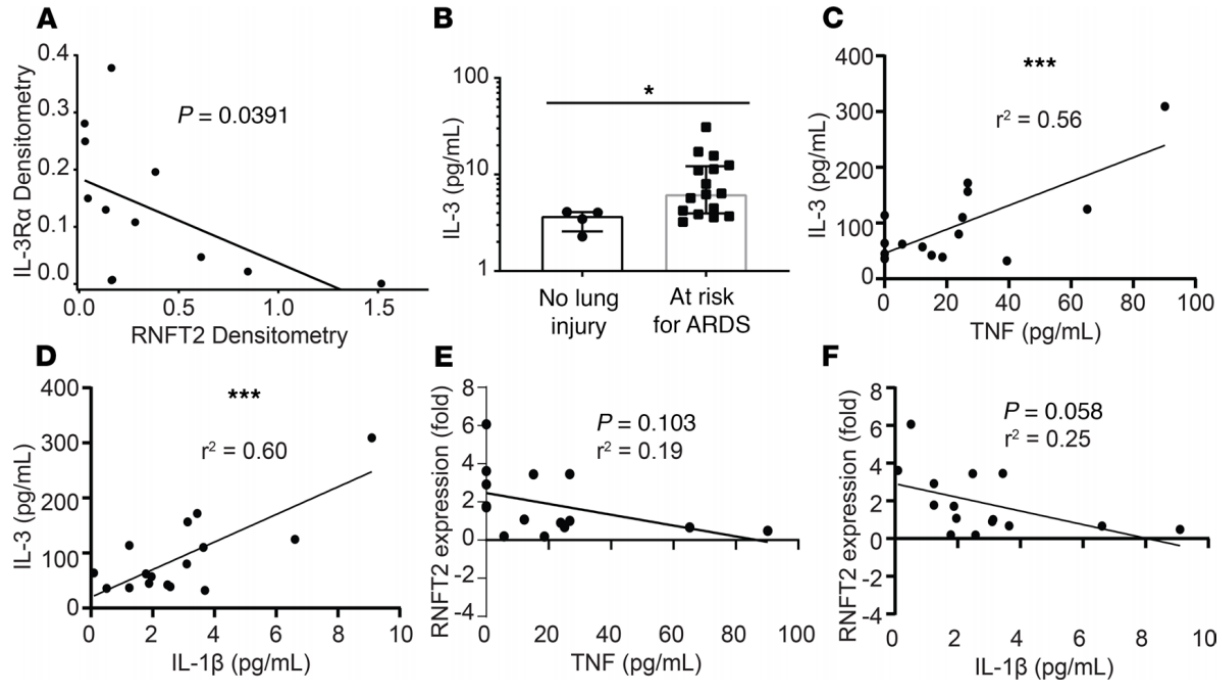 A
IL-3Rα Densitometry
0.4
0.3
0.2
0.1
0.0
P = 0.0391
0.0 0.5 1.0 1.5
RNFT2 Densitometry
B
IL-3 (pg/mL)
100
10
1
*
No lung injury
At risk for ARDS
C
IL-3 (pg/mL)
400
300
200
100
0
***
r² = 0.56
0 20 40 60 80 100
TNF (pg/mL)
D
IL-3 (pg/mL)
400
300
200
100
0
***
r² = 0.60
0 2 4 6 8 10
IL-1β (pg/mL)
E
RNFT2 expression (fold)
8
6
4
2
0
-2
-4
P = 0.103
r² = 0.19
0 20 40 60 80 100
TNF (pg/mL)
F
RNFT2 expression (fold)
8
6
4
2
0
-2
-4
P = 0.058
r² = 0.25
0 2 4 6 8 10
IL-1β (pg/mL)